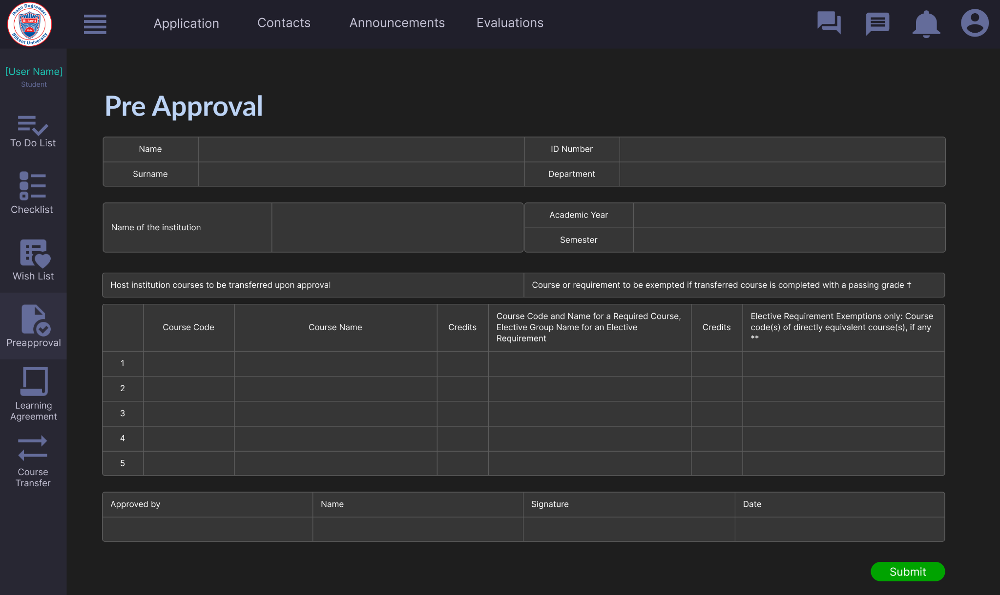 İhsan Doğramacı
Bilkent
1984
Bilkent University
Application
Contacts
Announcements
Evaluations
[User Name]
Student
To Do List
Checklist
Wish List
Preapproval
Learning
Agreement
Course
Transfer
Pre Approval
Name
ID Number
Surname
Department
Name of the institution
Academic Year
Semester
Host institution courses to be transferred upon approval
Course or requirement to be exempted if transferred course is completed with a passing grade †
Course Code
Course Name
Credits
Course Code and Name for a Required Course,
Elective Group Name for an Elective
Requirement
Credits
Elective Requirement Exemptions only: Course
code(s) of directly equivalent course(s), if any
**
1
2
3
4
5
Approved by
Name
Signature
Date
Submit